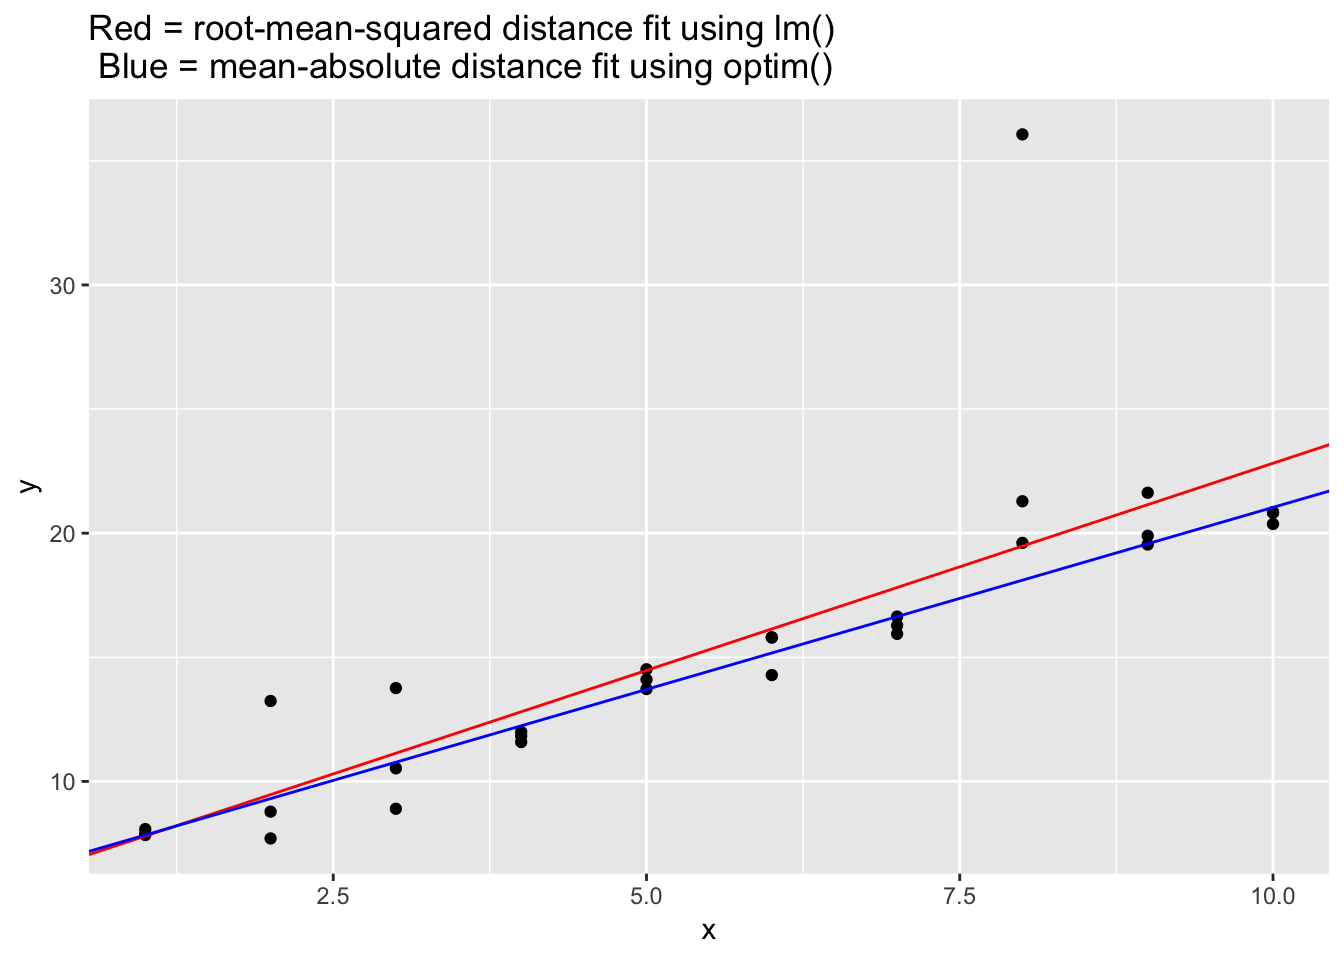 Red = root-mean-squared distance fit using lm()
Blue = mean-absolute distance fit using optim()
30
20
10
y
2.5 5.0 7.5 10.0
x